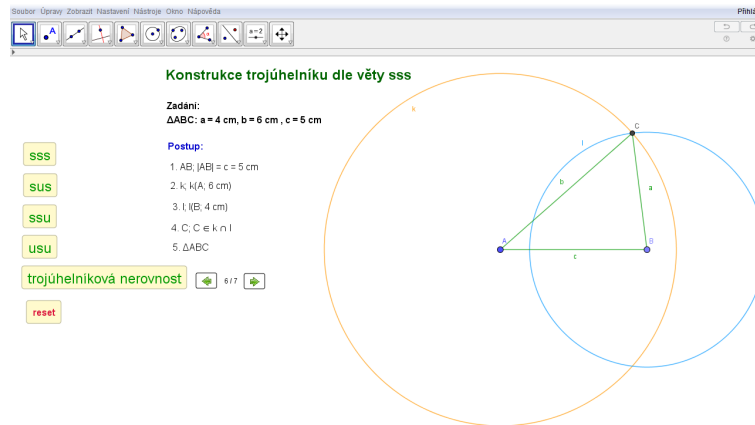 Soubor Úpravy Zobrazit Nastavení Nástroje Okno Nápověda
A
a=2
Konstrukce trojúhelníku dle věty sss
Zadání:
ΔABC: a = 4 cm, b = 6 cm , c = 5 cm
Postup:
1. AB; |AB| = c = 5 cm
2. k; k(A; 6 cm)
3. l; l(B; 4 cm)
4. C; C ∈ k ∩ l
5. ΔABC
sss
sus
ssu
usu
trojúhelníková nerovnost
6 / 7
reset
k
l
C
b
a
A
B
c